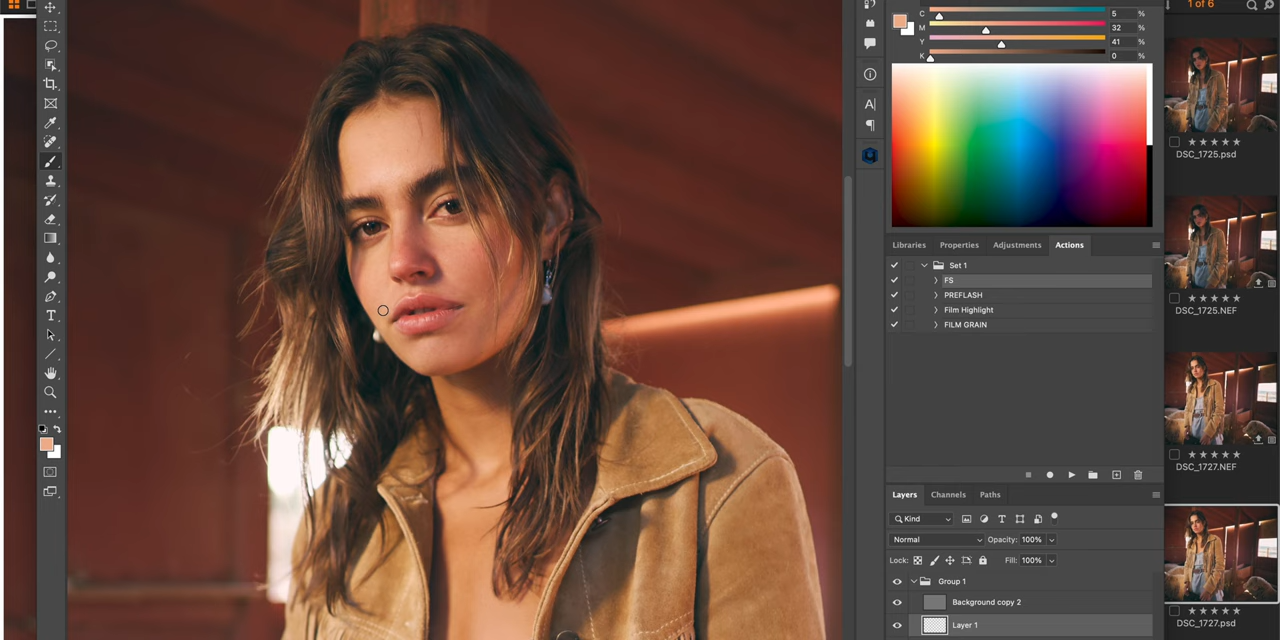 1 of 6
C 5 %
M 32 %
Y 41 %
K 0 %
DSC_1725.psd
Libraries Properties Adjustments Actions
Set 1
FS
PREFLASH
Film Highlight
FILM GRAIN
DSC_1725.NEF
DSC_1727.NEF
Layers Channels Paths
Kind
Normal Opacity: 100%
Lock: Fill: 100%
Group 1
Background copy 2
Layer 1
DSC_1727.psd